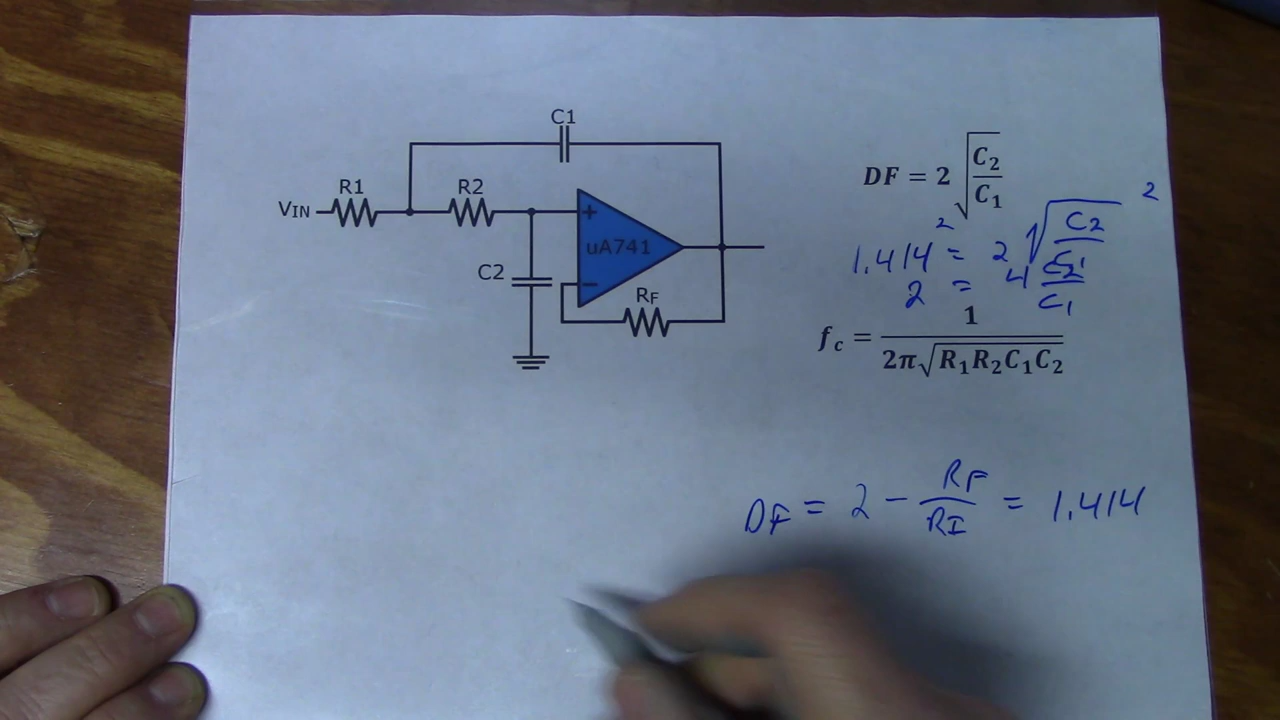 C1
R1
R2
VIN
+
uA741
C2
−
RF
DF = 2 √(C2/C1)
1.414² = 2 √(C2/C1) ²
2 = 4 C2/C1
fc = 1/(2π√(R1R2C1C2))
DF = 2 − RF/RI = 1.414